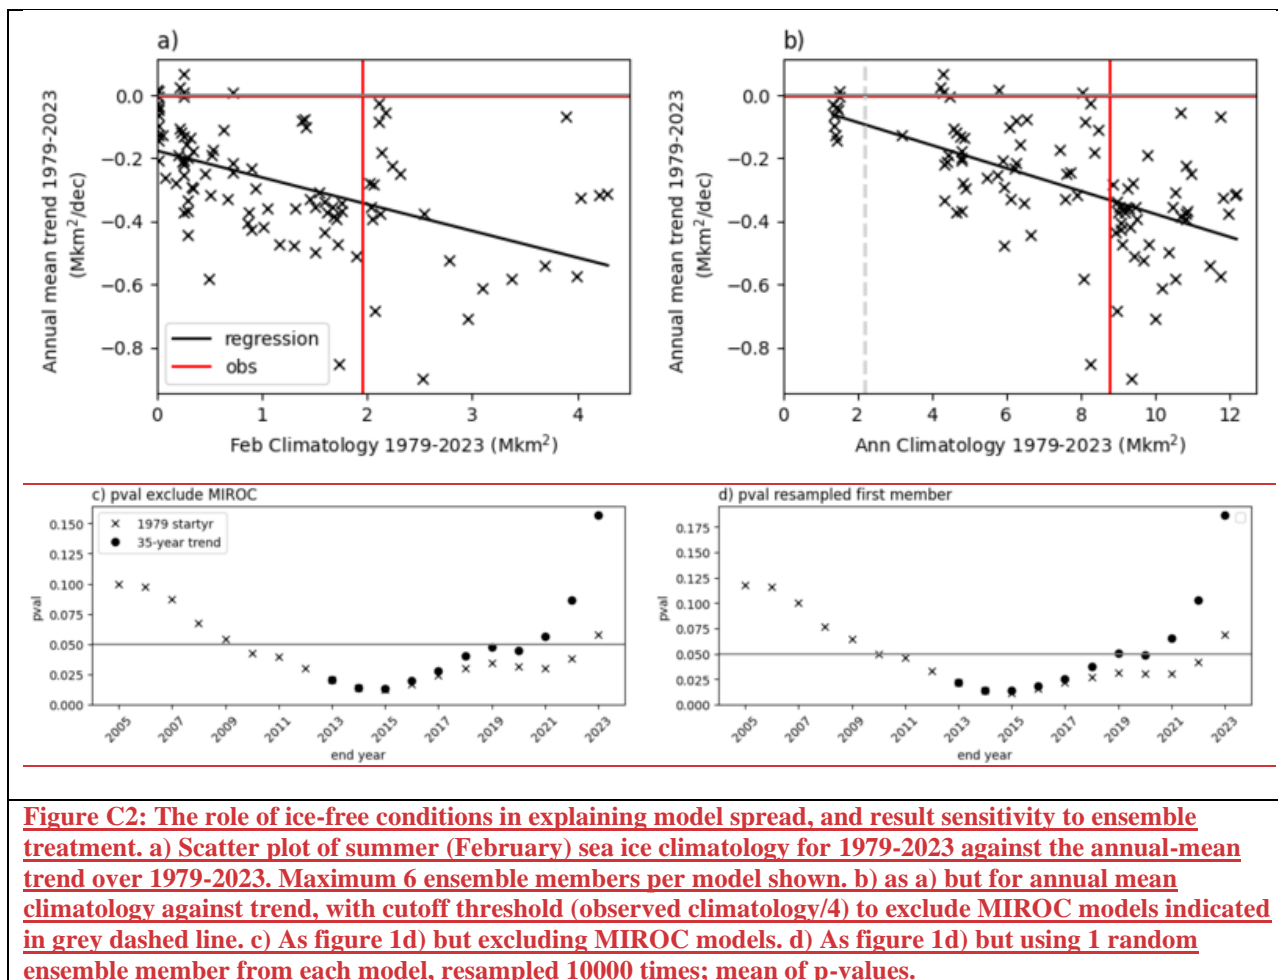 a)
0.0
−0.2
−0.4
−0.6
−0.8
Annual mean trend 1979-2023
(Mkm²/dec)
regression
obs
0 1 2 3 4
Feb Climatology 1979-2023 (Mkm²)
b)
0.0
−0.2
−0.4
−0.6
−0.8
Annual mean trend 1979-2023
(Mkm²/dec)
0 2 4 6 8 10 12
Ann Climatology 1979-2023 (Mkm²)
c) pval exclude MIROC
0.150
0.125
0.100
0.075
0.050
0.025
0.000
pval
1979 startyr
35-year trend
2005 2007 2009 2011 2013 2015 2017 2019 2021 2023
end year
d) pval resampled first member
0.175
0.150
0.125
0.100
0.075
0.050
0.025
0.000
pval
2005 2007 2009 2011 2013 2015 2017 2019 2021 2023
end year
Figure C2: The role of ice-free conditions in explaining model spread, and result sensitivity to ensemble
treatment. a) Scatter plot of summer (February) sea ice climatology for 1979-2023 against the annual-mean
trend over 1979-2023. Maximum 6 ensemble members per model shown. b) as a) but for annual mean
climatology against trend, with cutoff threshold (observed climatology/4) to exclude MIROC models indicated
in grey dashed line. c) As figure 1d) but excluding MIROC models. d) As figure 1d) but using 1 random
ensemble member from each model, resampled 10000 times; mean of p-values.